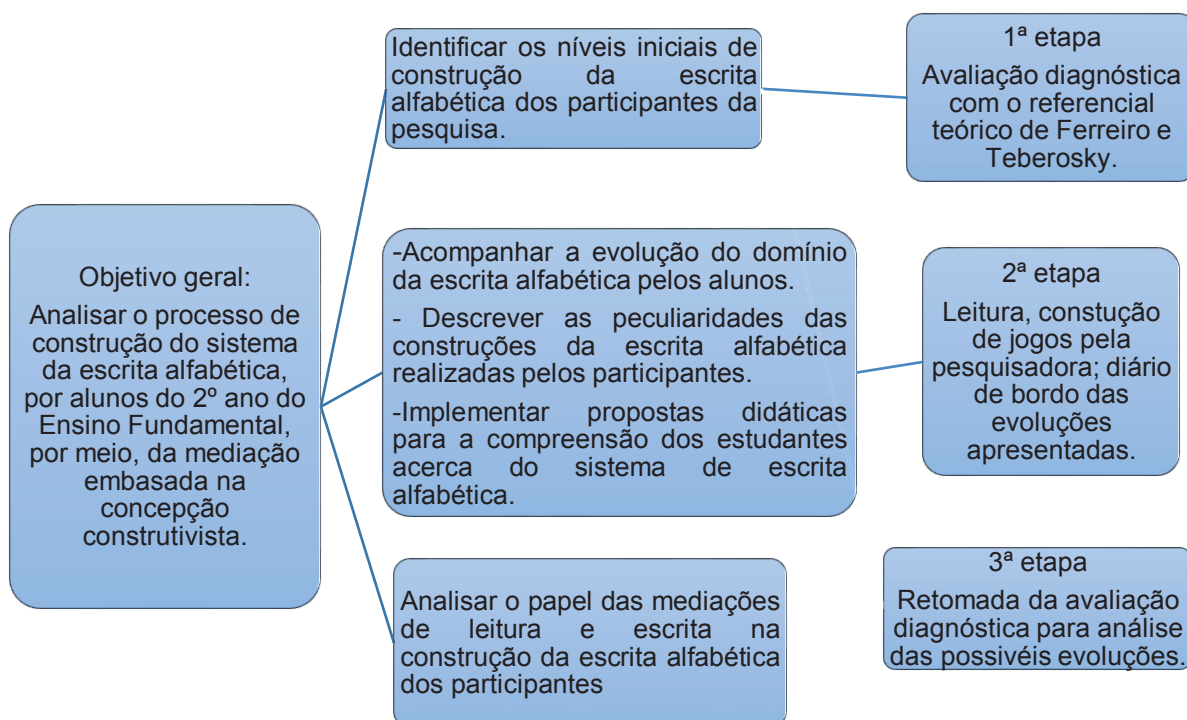 Objetivo geral:
Analisar o processo de
construção do sistema
da escrita alfabética,
por alunos do 2º ano do
Ensino Fundamental,
por meio, da mediação
embasada na
concepção
construtivista.
Identificar os níveis iniciais de
construção da escrita
alfabética dos participantes da
pesquisa.
1ª etapa
Avaliação diagnóstica
com o referencial
teórico de Ferreiro e
Teberosky.
-Acompanhar a evolução do domínio
da escrita alfabética pelos alunos.
- Descrever as peculiaridades das
construções da escrita alfabética
realizadas pelos participantes.
-Implementar propostas didáticas
para a compreensão dos estudantes
acerca do sistema de escrita
alfabética.
2ª etapa
Leitura, constução
de jogos pela
pesquisadora; diário
de bordo das
evoluções
apresentadas.
Analisar o papel das mediações
de leitura e escrita na
construção da escrita alfabética
dos participantes
3ª etapa
Retomada da avaliação
diagnóstica para análise
das possivéis evoluções.